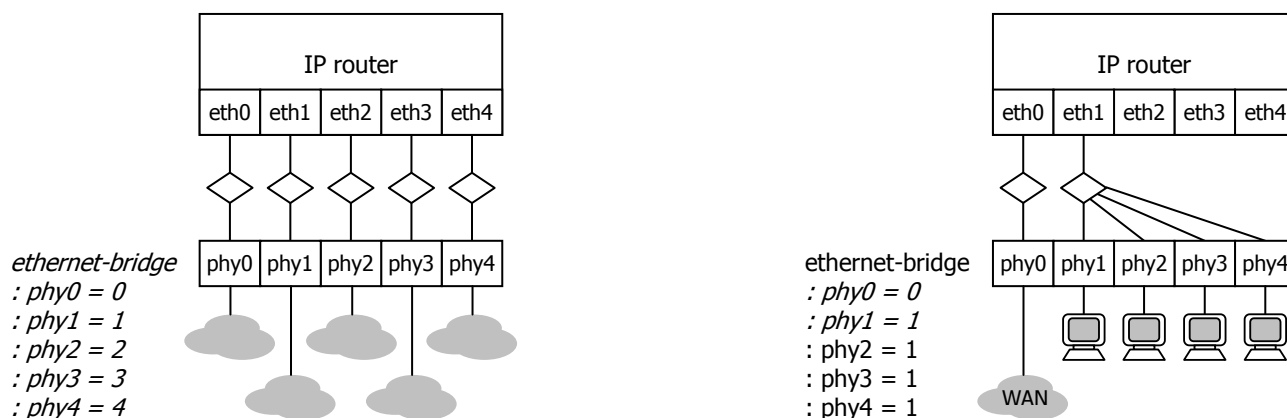 IP router
eth0 eth1 eth2 eth3 eth4
ethernet-bridge
phy0 phy1 phy2 phy3 phy4
: phy0 = 0
: phy1 = 1
: phy2 = 2
: phy3 = 3
: phy4 = 4
IP router
eth0 eth1 eth2 eth3 eth4
ethernet-bridge
phy0 phy1 phy2 phy3 phy4
: phy0 = 0
: phy1 = 1
: phy2 = 1
: phy3 = 1
: phy4 = 1
WAN